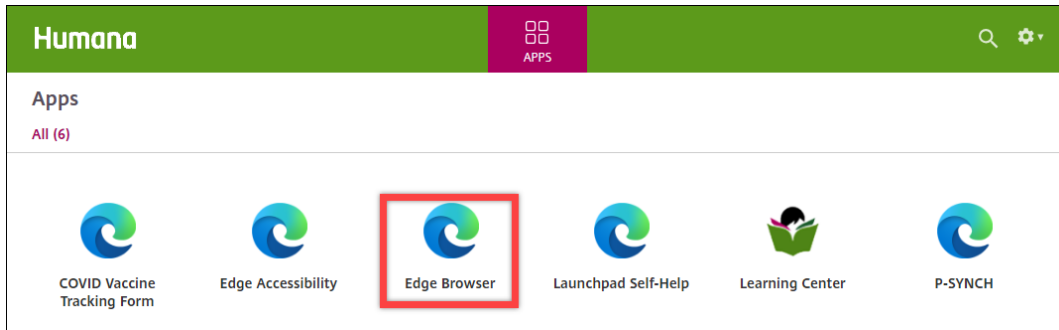 Humana
APPS
Apps
All (6)
COVID Vaccine
Tracking Form
Edge Accessibility
Edge Browser
Launchpad Self-Help
Learning Center
P-SYNCH